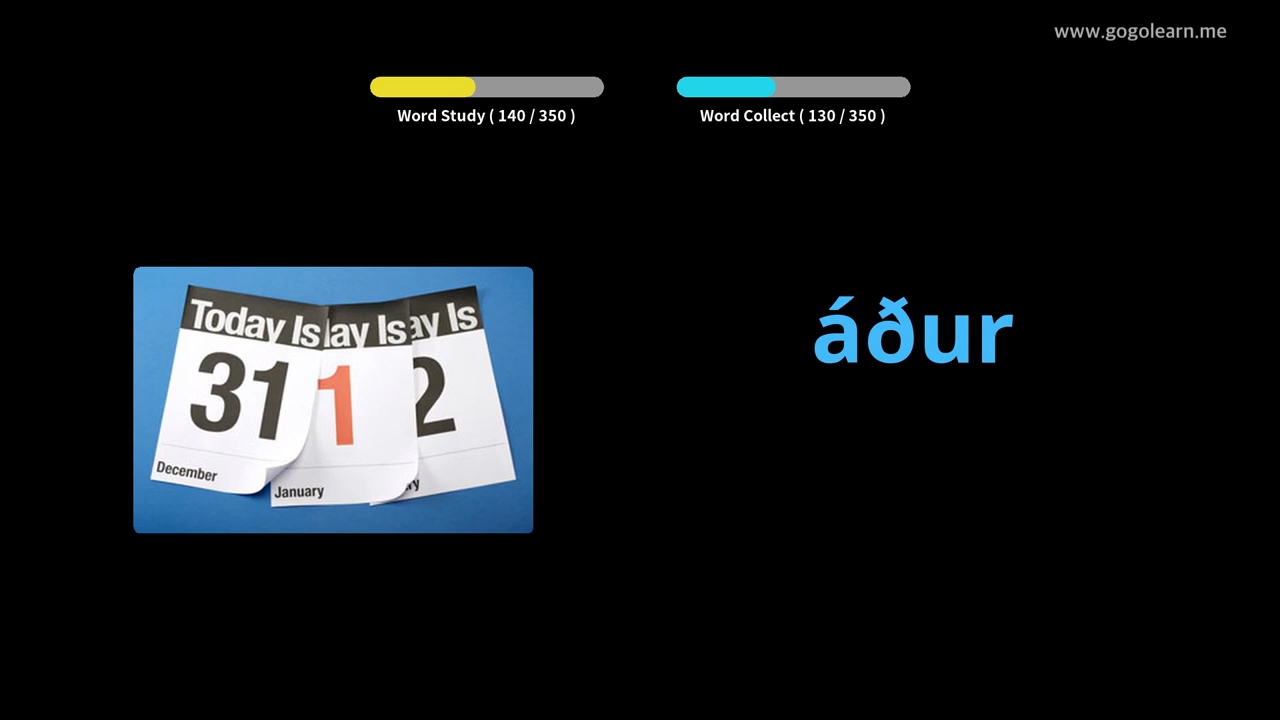 www.gogolearn.me
Word Study ( 140 / 350 )
Word Collect ( 130 / 350 )
Today Is
31
December
ay Is
1
January
ay Is
2
ry
áður